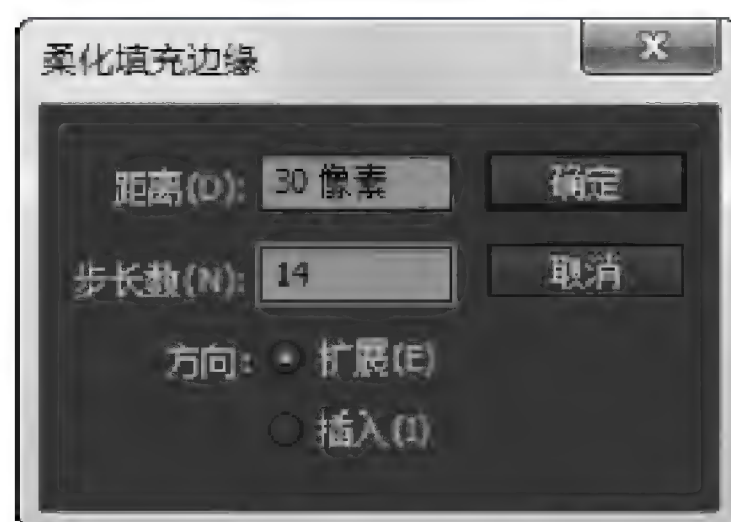 柔化填充边缘
距离(D): 30 像素 确定
步长数(N): 14 取消
方向: 扩展(E)
插入(I)